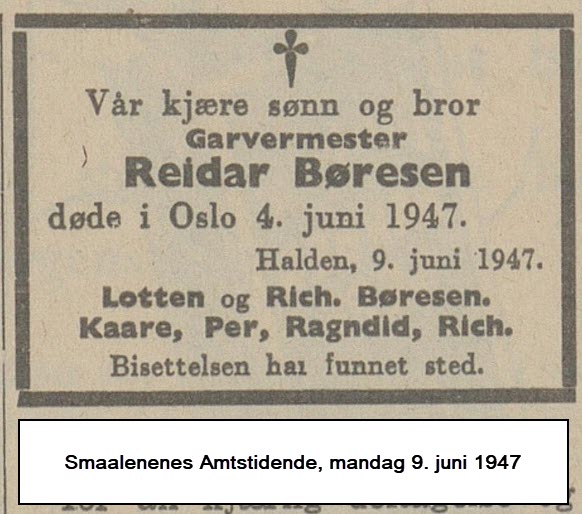 Vår kjære sønn og bror
Garvermester
Reidar Børesen
døde i Oslo 4. juni 1947.
Halden, 9. juni 1947.
Lotten og Rich. Børesen.
Kaare, Per, Ragndid, Rich.
Bisettelsen har funnet sted.
Smaalenenes Amtstidende, mandag 9. juni 1947